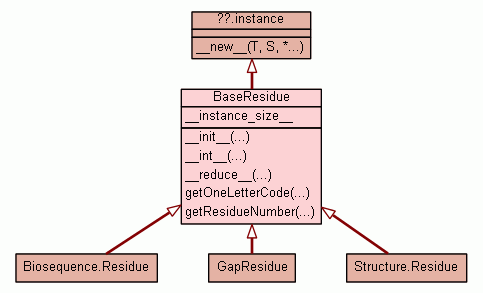 ??.instance
__new__(T, S, *...)
BaseResidue
__instance_size__
__init__(...)
__int__(...)
__reduce__(...)
getOneLetterCode(...)
getResidueNumber(...)
Biosequence.Residue
GapResidue
Structure.Residue